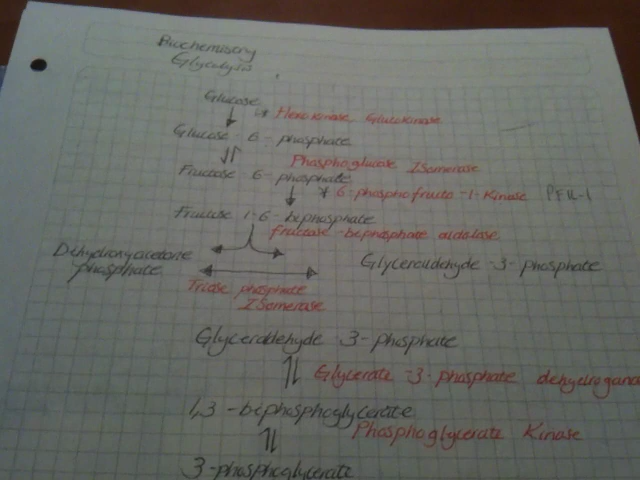 Biochemistry
Glycolysis
Glucose
* Hexokinase, Glucokinase
Glucose - 6 - phosphate
Phosphoglucose Isomerase
Fructose 6 - phosphate
* 6-phosphofructo-1-Kinase PFK-1
Fructose 1-6-biphosphate
fructose-biphosphate aldolase
Dehydroxyacetone phosphate
Glyceraldehyde -3-phosphate
Triose phosphate
Isomerase
Glyceraldehyde 3-phosphate
Glycerate -3-phosphate dehydrogena
1,3-biphosphoglycerate
Phosphoglycerate Kinase
3-phosphoglycerate